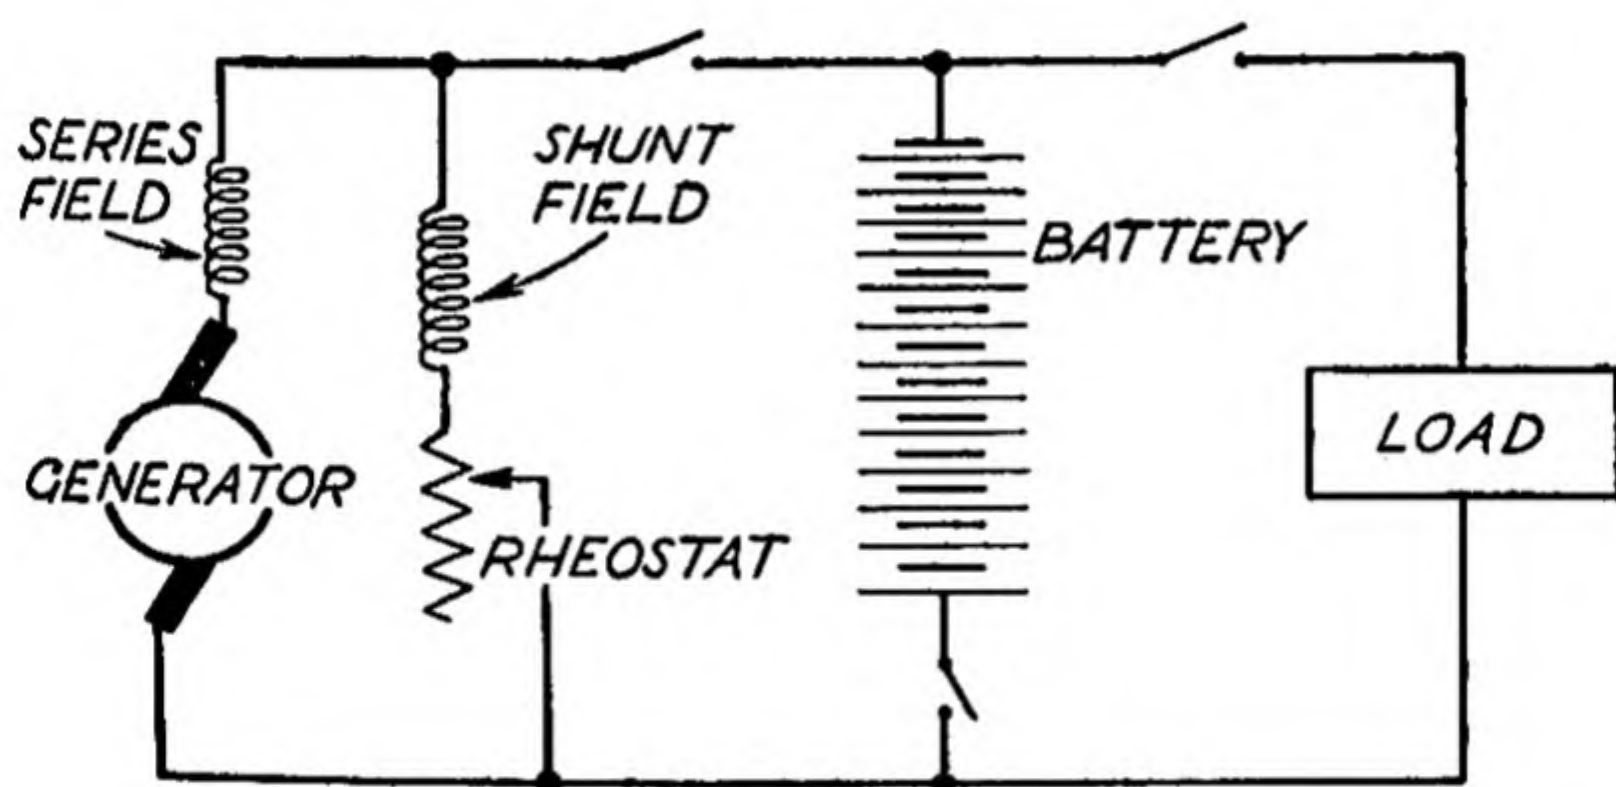 SERIES
FIELD
SHUNT
FIELD
BATTERY
LOAD
GENERATOR
RHEOSTAT